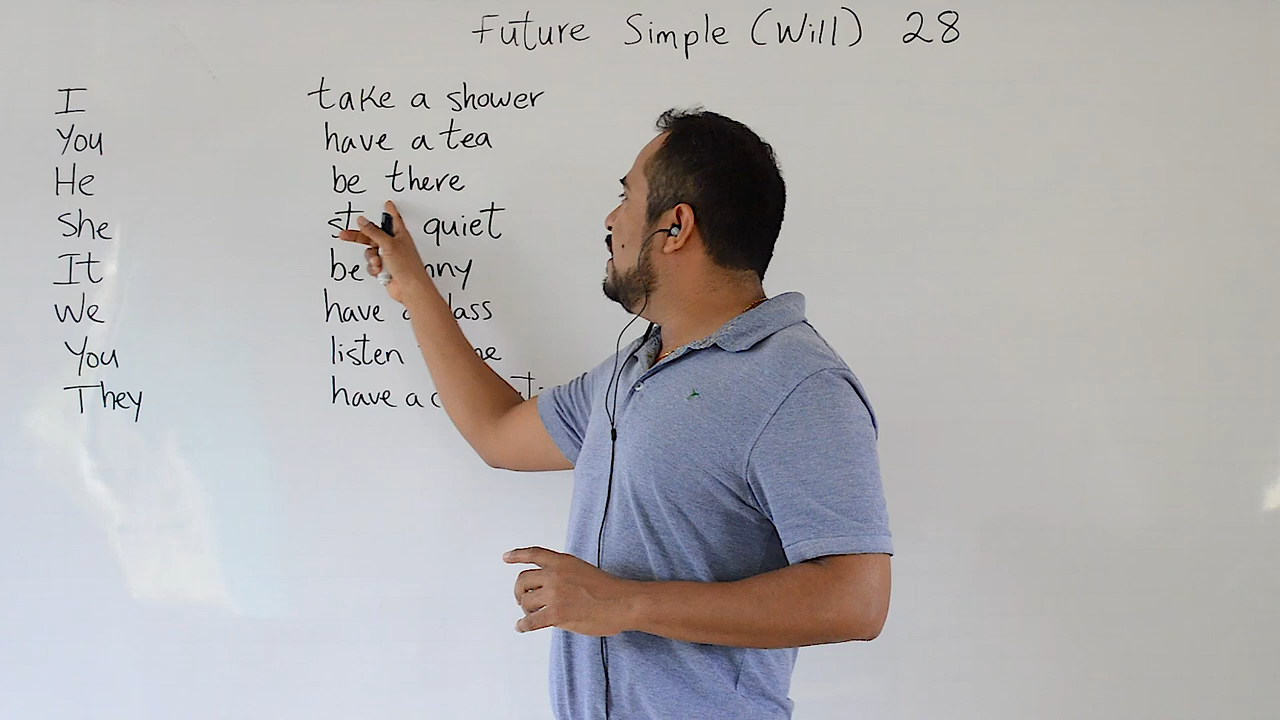 Future Simple (Will) 28
I take a shower
You have a tea
He be there
She quiet
It be
We have
You listen
They have a